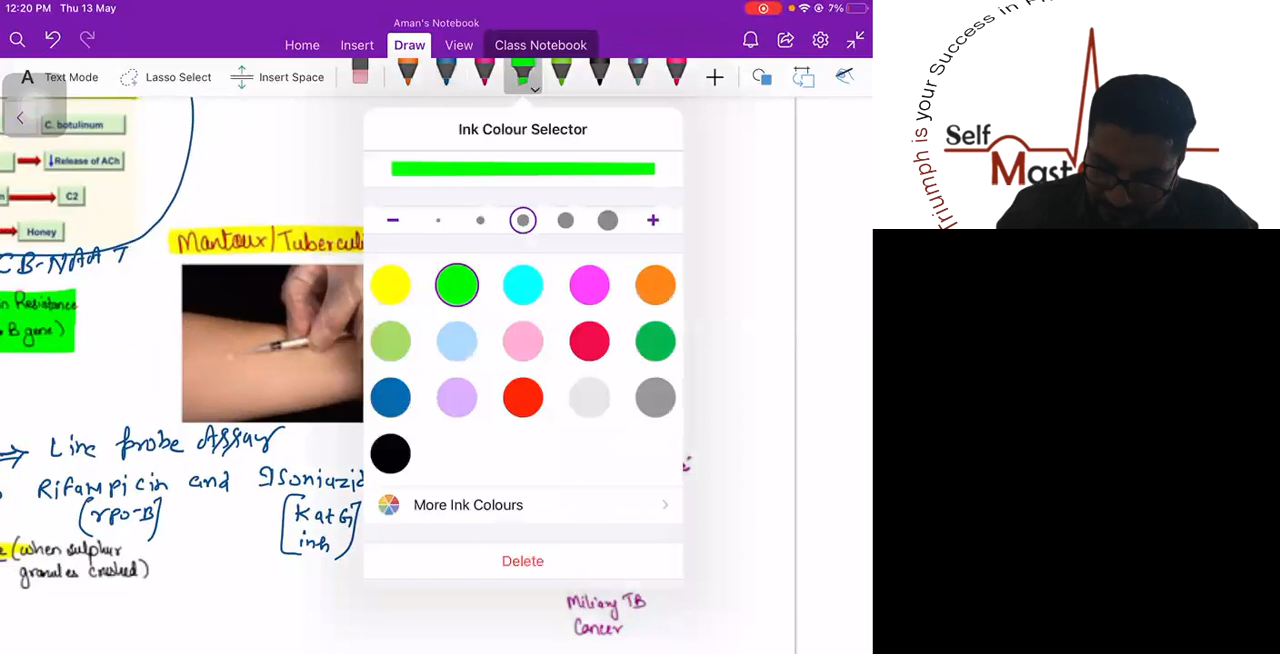 12:20 PM Thu 13 May
7%
Aman's Notebook
Home Insert Draw View Class Notebook
A Text Mode Lasso Select Insert Space
Ink Colour Selector
More Ink Colours
Delete
C. botulinum
↓Release of ACh
C2
Honey
CB-NAAT
Resistance
B gene)
Mantoux/Tuberculi
⇒ Line probe Assay
Rifampicin and Isoniazid
(rpo-B)
[KatG
inh]
(when sulphur
granules crushed)
Miliary TB
Cancer
Triumph is your Success in
Self
Mast